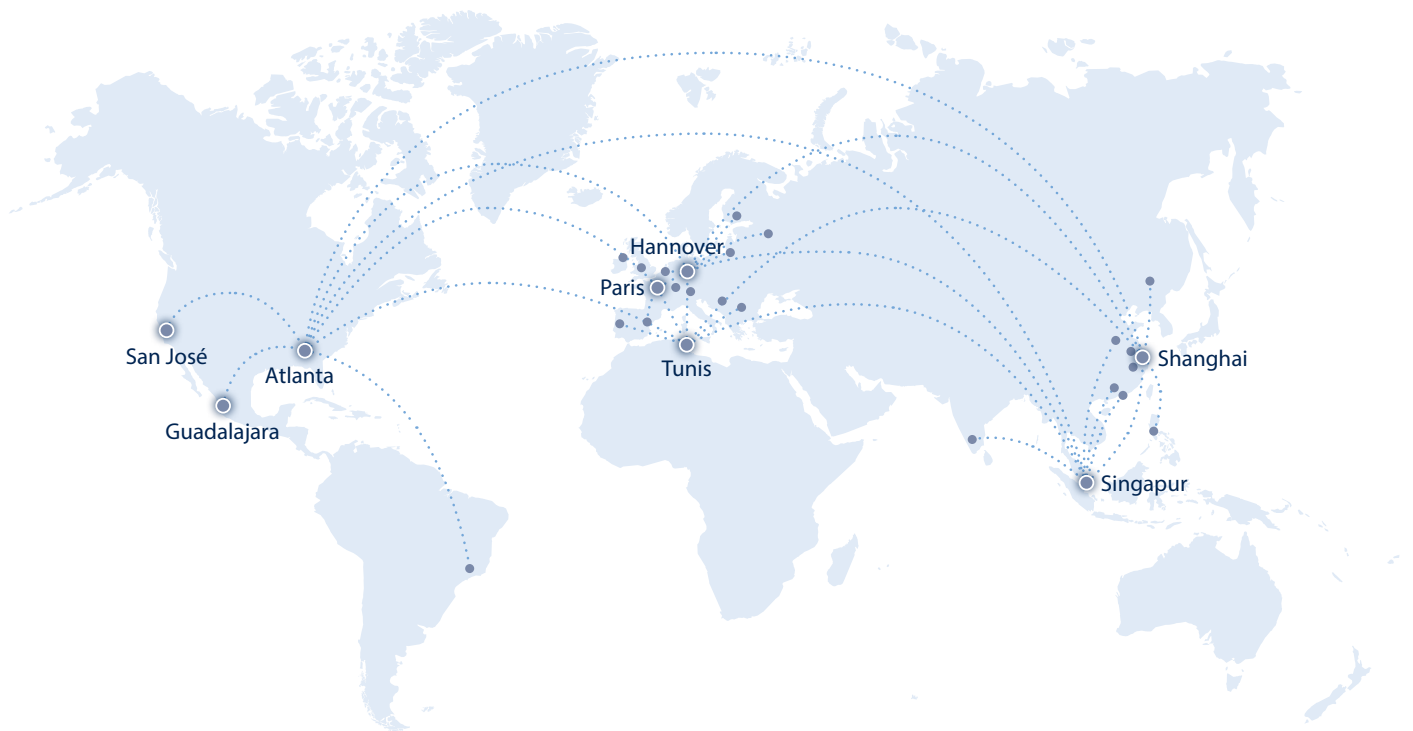 Hannover
Paris
San José
Shanghai
Atlanta
Tunis
Guadalajara
Singapur